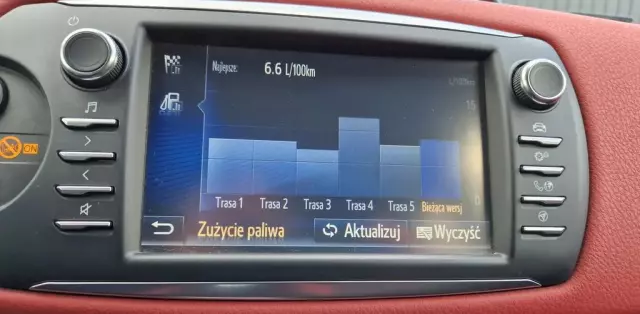 Najlepsze: 6.6 L/100km
L/100km
15
Trasa 1 Trasa 2 Trasa 3 Trasa 4 Trasa 5 Bieżąca wersj
0
Zużycie paliwa Aktualizuj Wyczyść
ON